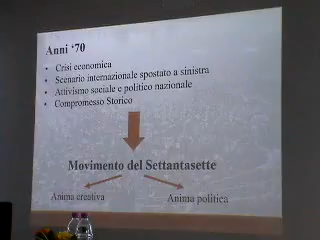 Anni '70
• Crisi economica
• Scenario internazionale spostato a sinistra
• Attivismo sociale e politico nazionale
• Compromesso Storico
Movimento del Settantasette
Anima creativa
Anima politica